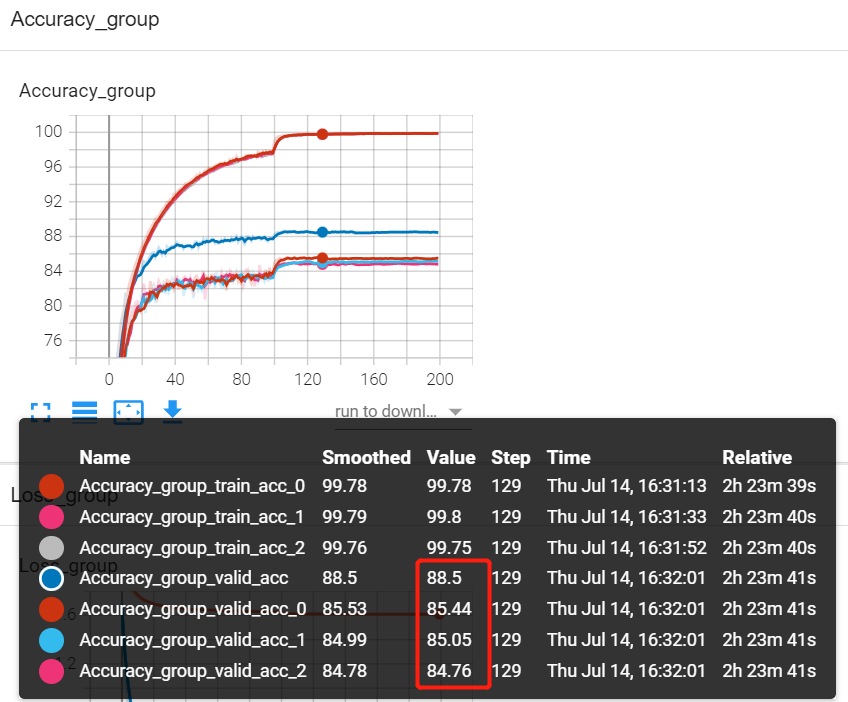 Accuracy_group
Accuracy_group
100
96
92
88
84
80
76
0 40 80 120 160 200
run to downl...
Name Smoothed Value Step Time Relative
Accuracy_group_train_acc_0 99.78 99.78 129 Thu Jul 14, 16:31:13 2h 23m 39s
Loss_group
Accuracy_group_train_acc_1 99.79 99.8 129 Thu Jul 14, 16:31:33 2h 23m 40s
Accuracy_group_train_acc_2 99.76 99.75 129 Thu Jul 14, 16:31:52 2h 23m 40s
Loss_group
Accuracy_group_valid_acc 88.5 88.5 129 Thu Jul 14, 16:32:01 2h 23m 41s
Accuracy_group_valid_acc_0 85.53 85.44 129 Thu Jul 14, 16:32:01 2h 23m 41s
Accuracy_group_valid_acc_1 84.99 85.05 129 Thu Jul 14, 16:32:01 2h 23m 41s
Accuracy_group_valid_acc_2 84.78 84.76 129 Thu Jul 14, 16:32:01 2h 23m 41s